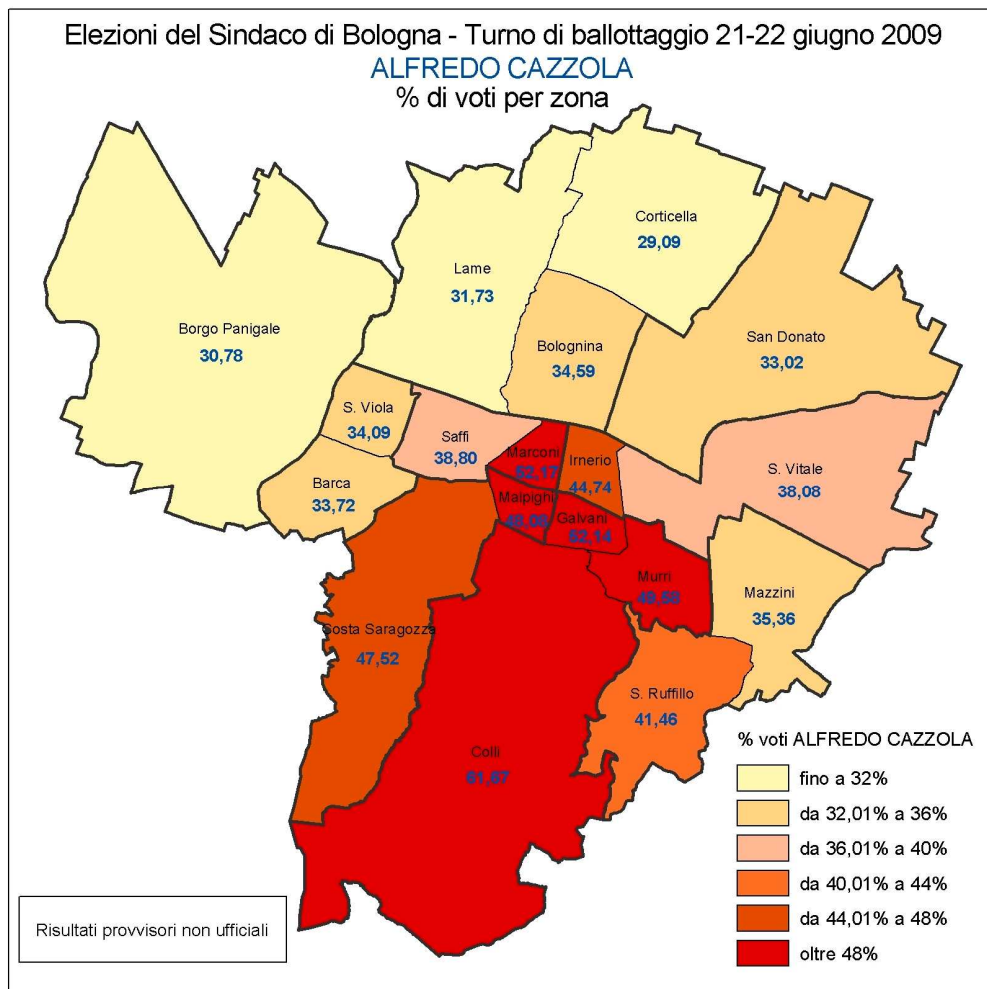 Elezioni del Sindaco di Bologna - Turno di ballottaggio 21-22 giugno 2009
ALFREDO CAZZOLA
% di voti per zona
Corticella
29,09
Lame
31,73
Borgo Panigale
30,78
Bolognina
34,59
San Donato
33,02
S. Viola
34,09
Saffi
38,80
Marconi
52,17
Irnerio
44,74
S. Vitale
38,08
Barca
33,72
Malpighi
Galvani
52,14
Murri
49,58
Mazzini
35,36
Costa Saragozza
47,52
S. Ruffillo
41,46
Colli
% voti ALFREDO CAZZOLA
fino a 32%
da 32,01% a 36%
da 36,01% a 40%
da 40,01% a 44%
da 44,01% a 48%
oltre 48%
Risultati provvisori non ufficiali